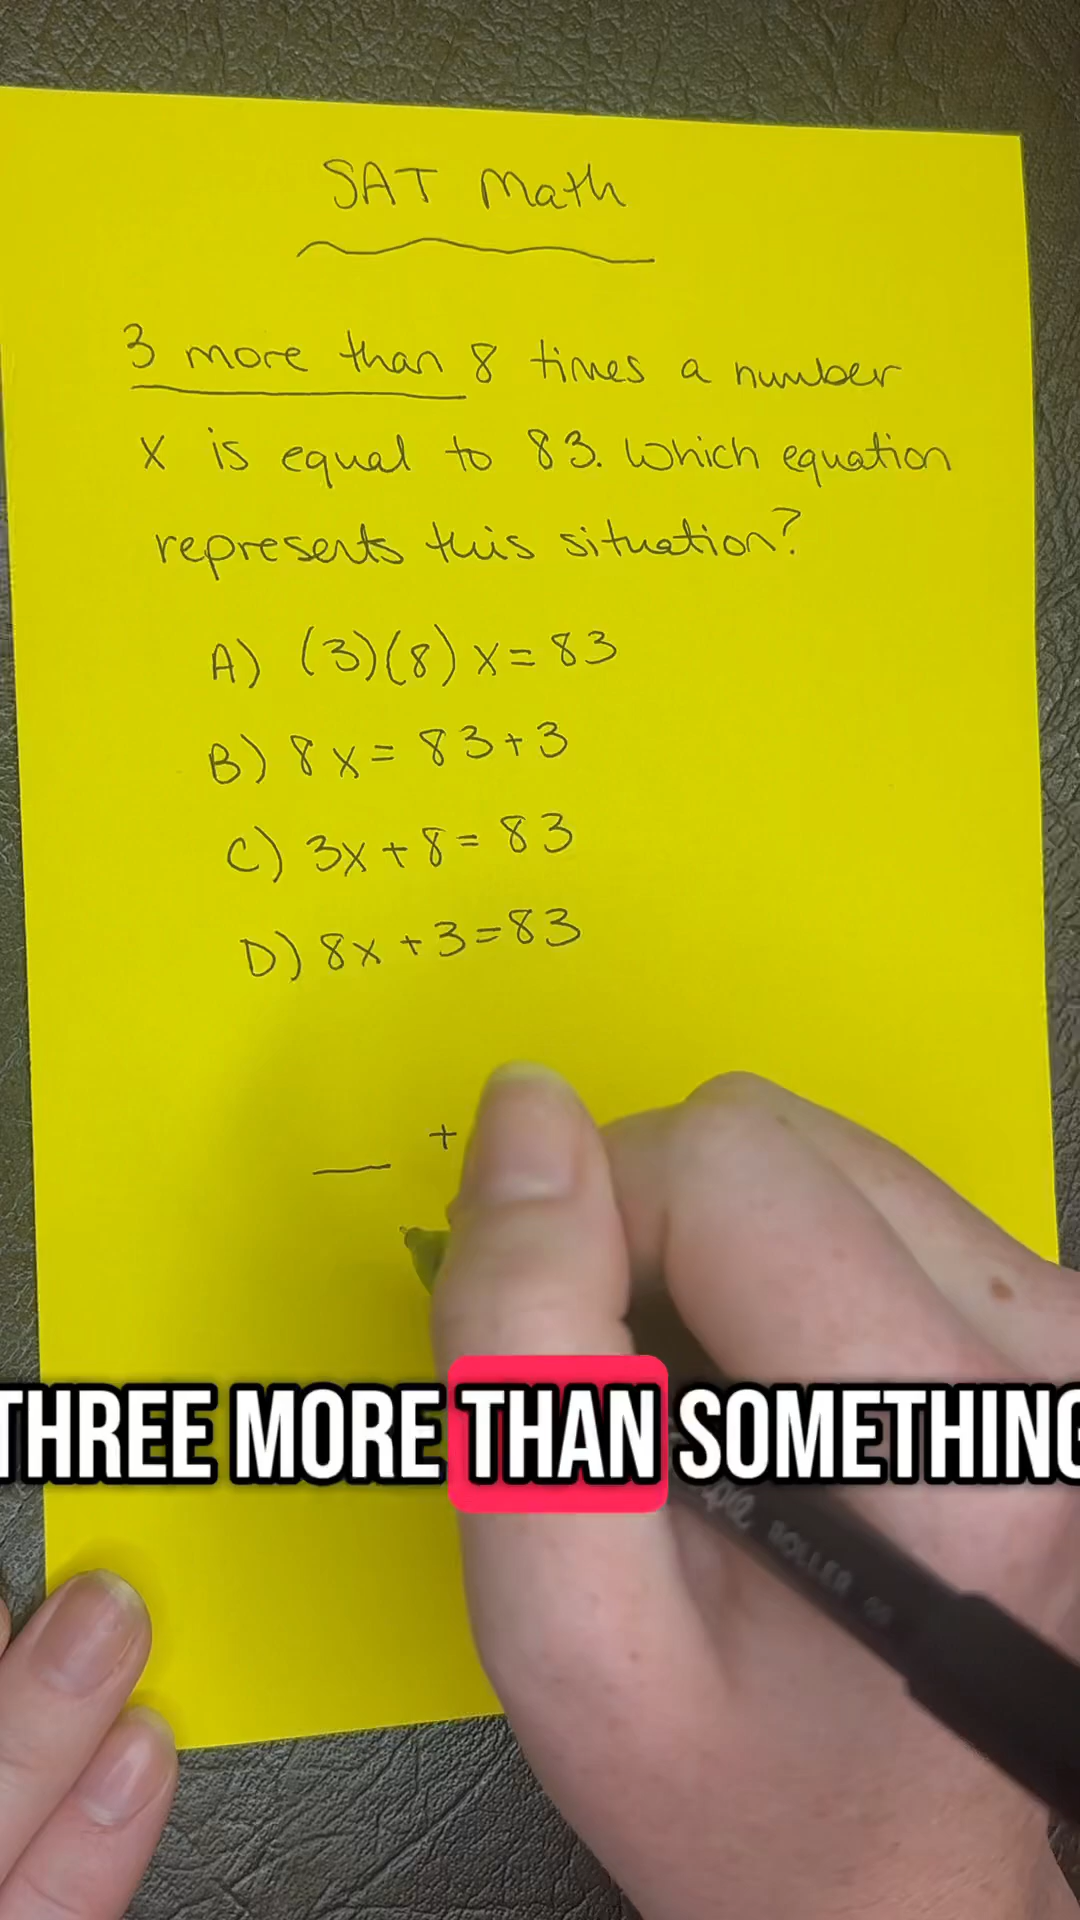 SAT Math
3 more than 8 times a number
x is equal to 83. Which equation
represents this situation?
A) (3)(8)x=83
B) 8x=83+3
C) 3x+8=83
D) 8x+3=83
+
THREE MORE THAN SOMETHING
ROLLER